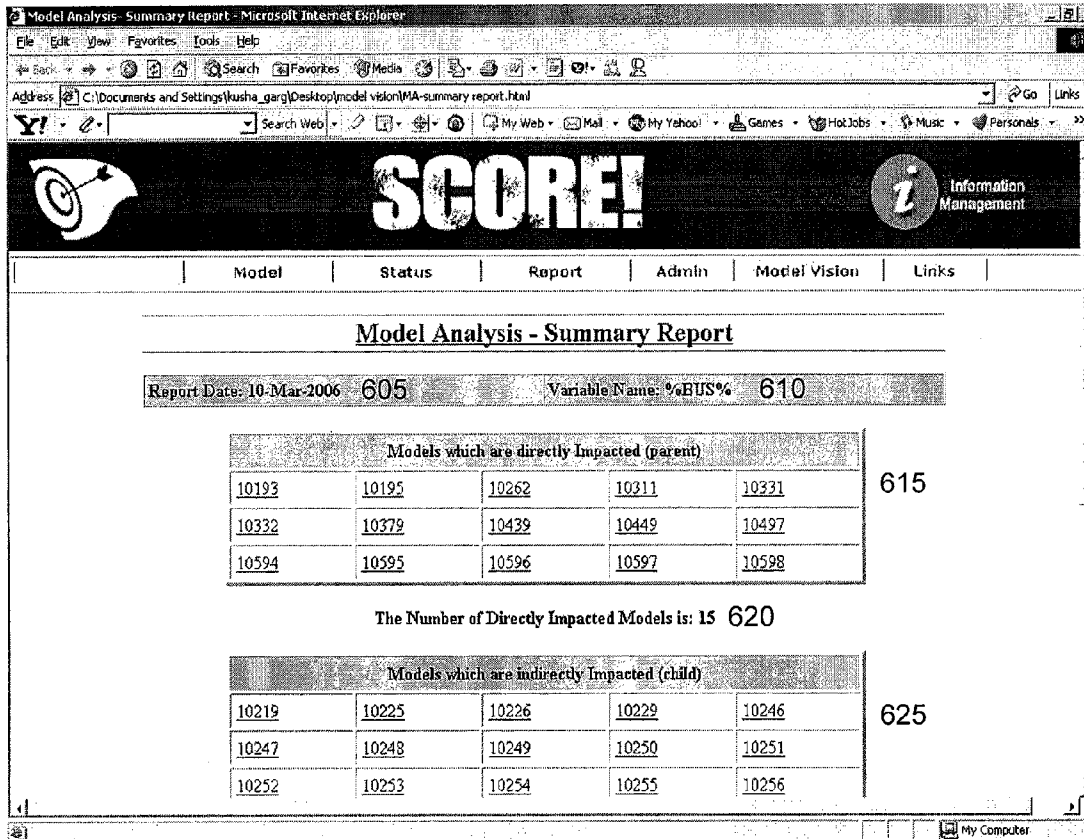 Model Analysis- Summary Report - Microsoft Internet Explorer
File Edit View Favorites Tools Help
Back Search Favorites Media
Address C:\Documents and Settings\kusha_garg\Desktop\model vision\MA-summary report.html Go Links
Y! Search Web My Web Mail My Yahoo! Games HotJobs Music Personals »
SCORE!
i Information Management
Model Status Report Admin Model Vision Links
Model Analysis - Summary Report
Report Date: 10-Mar-2006 605 Variable Name: %BUS% 610
Models which are directly Impacted (parent)
10193 10195 10262 10311 10331 615
10332 10379 10439 10449 10497
10594 10595 10596 10597 10598
The Number of Directly Impacted Models is: 15 620
Models which are indirectly Impacted (child)
10219 10225 10226 10229 10246 625
10247 10248 10249 10250 10251
10252 10253 10254 10255 10256
My Computer